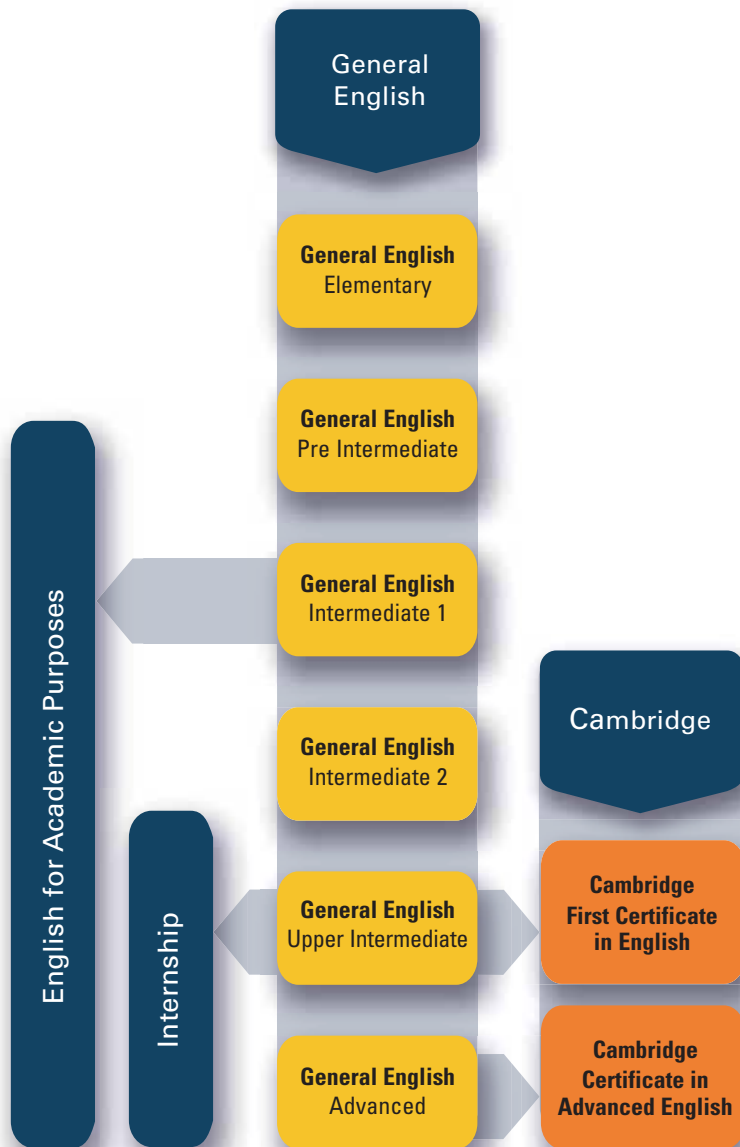 General
English
General English
Elementary
General English
Pre Intermediate
General English
Intermediate 1
General English
Intermediate 2
General English
Upper Intermediate
General English
Advanced
English for Academic Purposes
Internship
Cambridge
Cambridge
First Certificate
in English
Cambridge
Certificate in
Advanced English